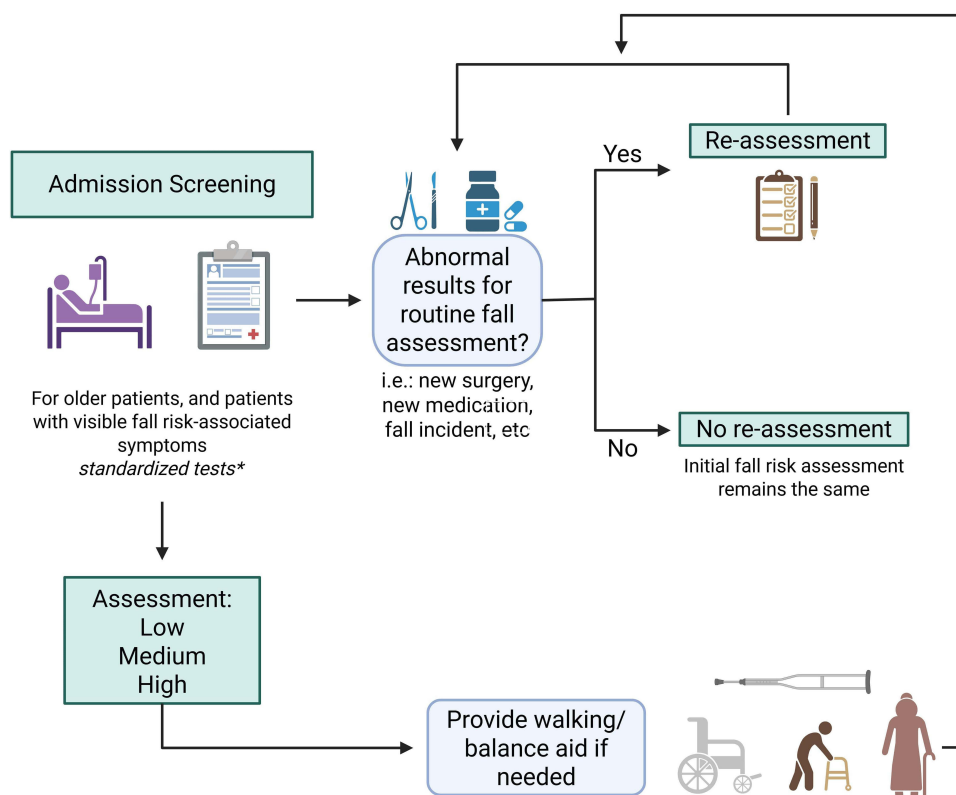 Admission Screening
For older patients, and patients
with visible fall risk-associated
symptoms
standardized tests*
Assessment:
Low
Medium
High
Abnormal
results for
routine fall
assessment?
i.e.: new surgery,
new medication,
fall incident, etc
Yes
Re-assessment
No
No re-assessment
Initial fall risk assessment
remains the same
Provide walking/
balance aid if
needed